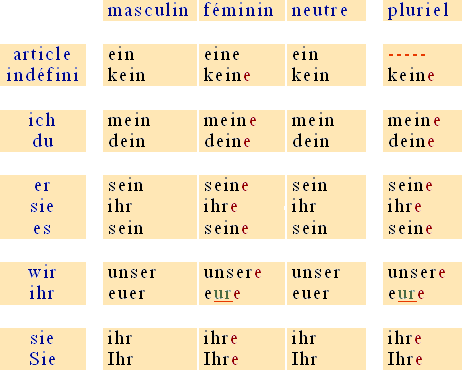 masculin féminin neutre pluriel
article ein eine ein -----
indéfini kein keine kein keine
ich mein meine mein meine
du dein deine dein deine
er sein seine sein seine
sie ihr ihre ihr ihre
es sein seine sein seine
wir unser unsere unser unsere
ihr euer eure euer eure
sie ihr ihre ihr ihre
Sie Ihr Ihre Ihr Ihre